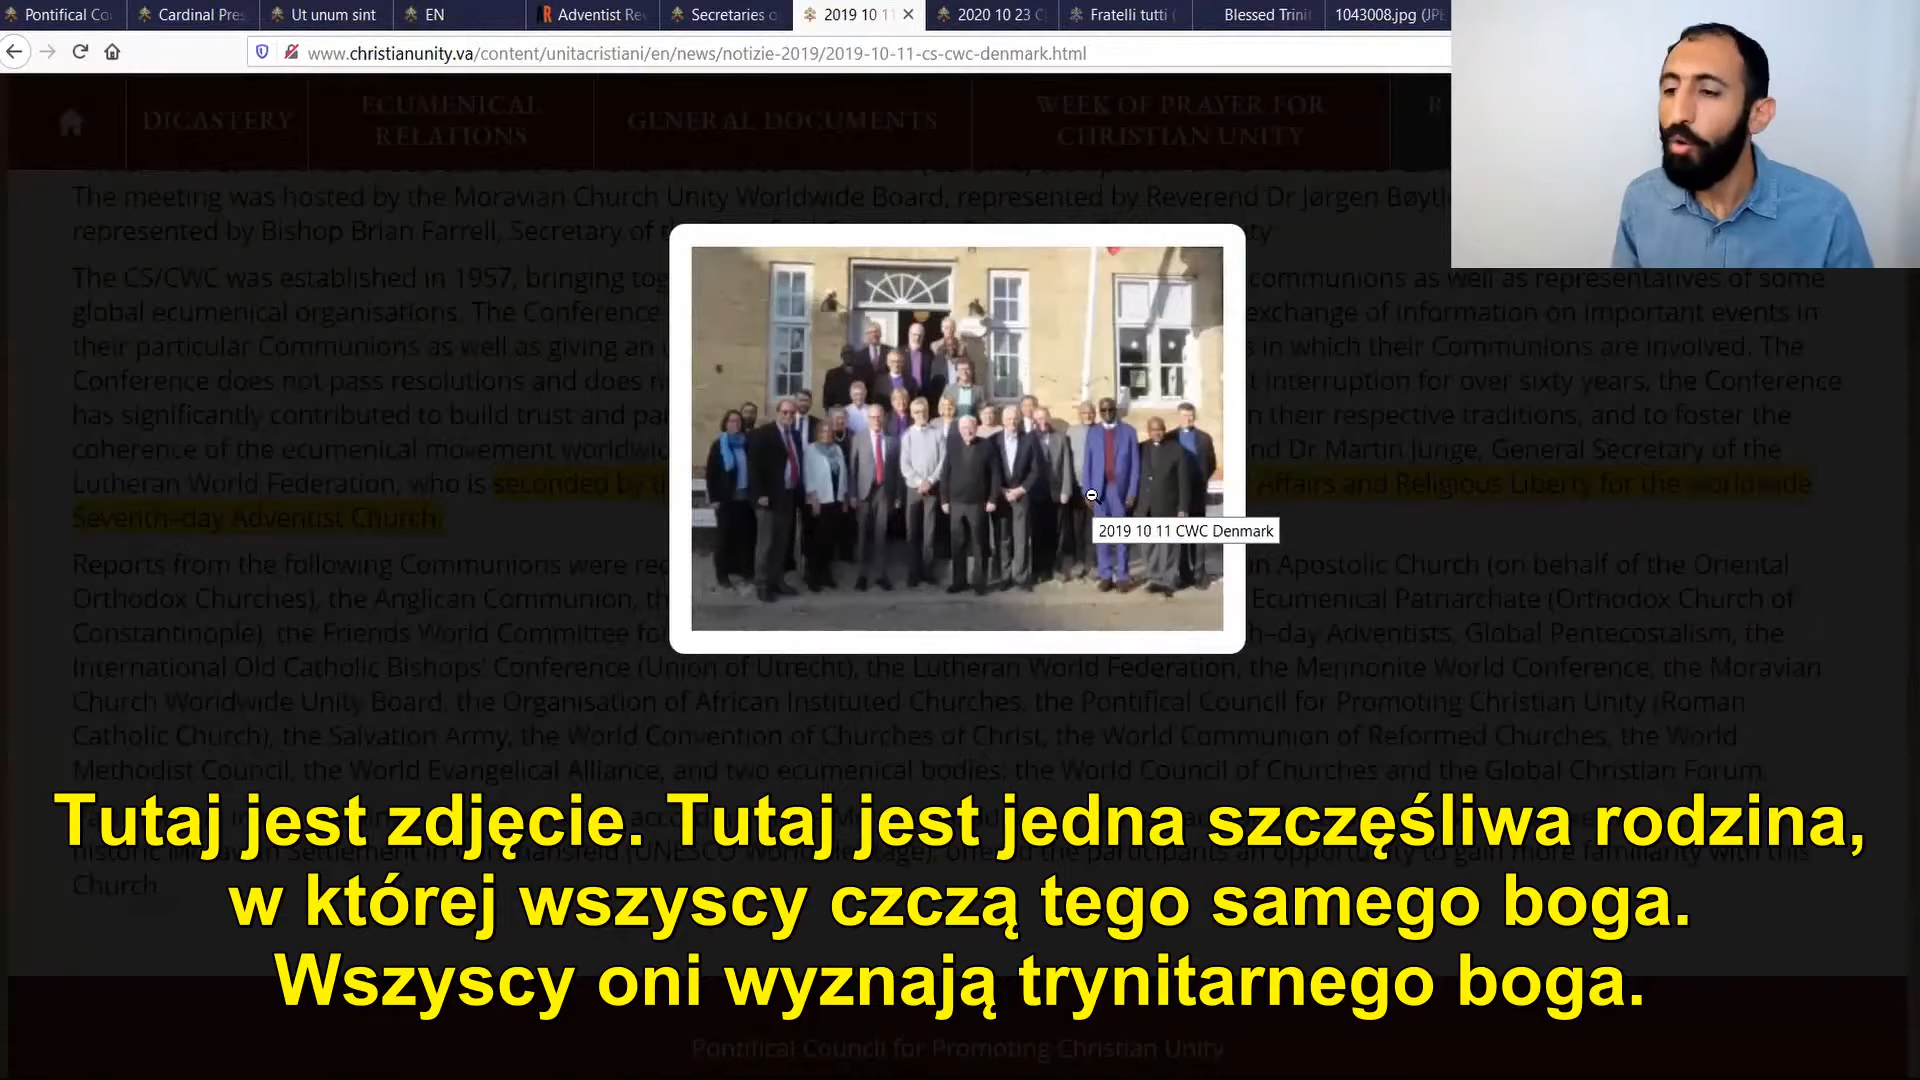 Pontifical Co
Cardinal Pre
Ut unum sint
EN
Adventist Re
Secretaries o
2019 10 11
2020 10 23 C
Fratelli tutti (
Blessed Trini
1043008.jpg (JPE
www.christianunity.va/content/unitacristiani/en/news/notizie-2019/2019-10-11-cs-cwc-denmark.html
DICASTERY
ECUMENICAL
RELATIONS
GENERAL DOCUMENTS
WEEK OF PRAYER FOR
CHRISTIAN UNITY
The meeting was hosted by the Moravian Church Unity Worldwide Board, represented by Reverend Dr Jørgen Bøytl
represented by Bishop Brian Farrell, Secretary of
The CS/CWC was established in 1957, bringing tog communions as well as representatives of some
global ecumenical organisations. The Conference exchange of information on important events in
their particular Communions as well as giving an s in which their Communions are involved. The
Conference does not pass resolutions and does n t interruption for over sixty years, the Conference
has significantly contributed to build trust and pa n their respective traditions, and to foster the
coherence of the ecumenical movement worldwid nd Dr Martin Junge, General Secretary of the
Lutheran World Federation, who is seconded by t Affairs and Religious Liberty for the worldwide
Seventh-day Adventist Church.
Reports from the following Communions were rec n Apostolic Church (on behalf of the Oriental
Orthodox Churches), the Anglican Communion, th Ecumenical Patriarchate (Orthodox Church of
Constantinople), the Friends World Committee fo h-day Adventists, Global Pentecostalism, the
International Old Catholic Bishops' Conference (Union of Utrecht), the Lutheran World Federation, the Mennonite World Conference, the Moravian
Church Worldwide Unity Board, the Organisation of African Instituted Churches, the Pontifical Council for Promoting Christian Unity (Roman
Catholic Church), the Salvation Army, the World Convention of Churches of Christ, the World Communion of Reformed Churches, the World
Methodist Council, the World Evangelical Alliance, and two ecumenical bodies: the World Council of Churches and the Global Christian Forum.
2019 10 11 CWC Denmark
Tutaj jest zdjęcie. Tutaj jest jedna szczęśliwa rodzina,
w której wszyscy czczą tego samego boga.
Wszyscy oni wyznają trynitarnego boga.
Church.
Pontifical Council for Promoting Christian Unity